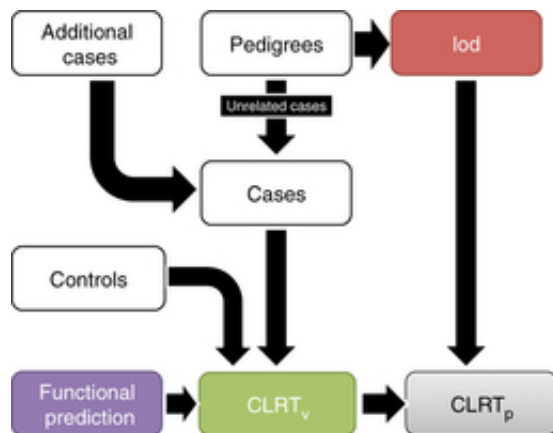 Additional
cases
Pedigrees
lod
Unrelated cases
Cases
Controls
Functional
prediction
CLRTv
CLRTp